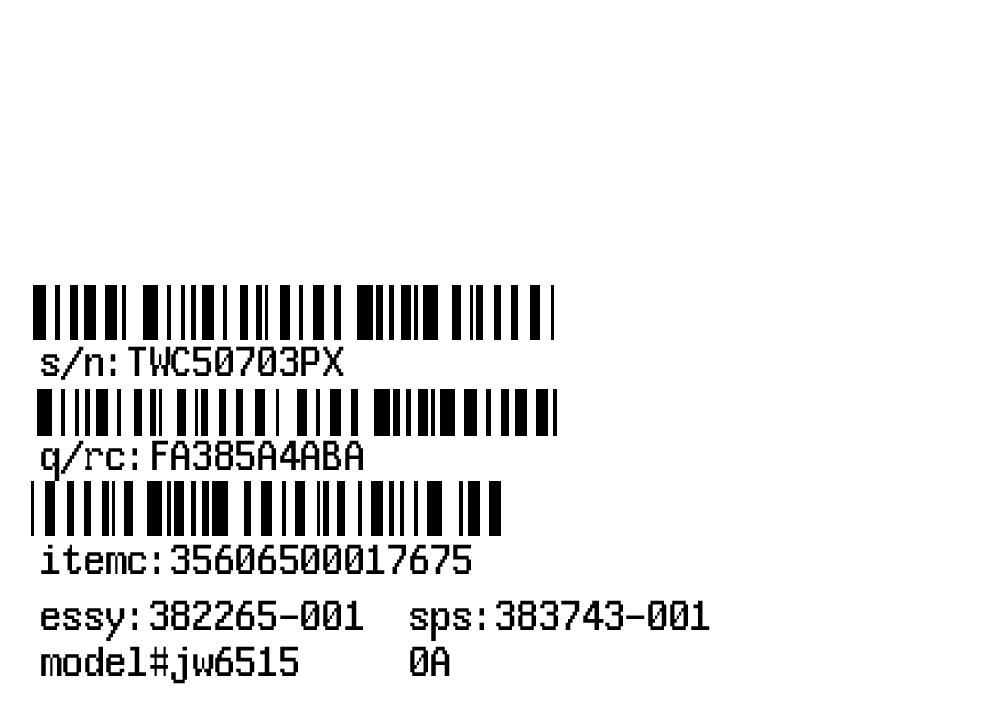 s/n:TWC50703PX
q/rc:FA385A4ABA
itemc:35606500017675
essy:382265-001 sps:383743-001
model#jw6515 0A